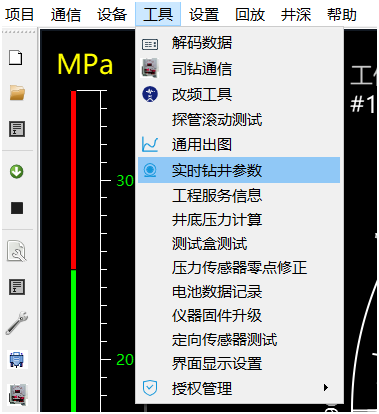 项目 通信 设备 工具 设置 回放 井深 帮助
解码数据
MPa
司钻通信
改频工具
#1
探管滚动测试
通用出图
实时钻井参数
30
工程服务信息
井底压力计算
测试盒测试
压力传感器零点修正
电池数据记录
仪器固件升级
定向传感器测试
20
界面显示设置
授权管理